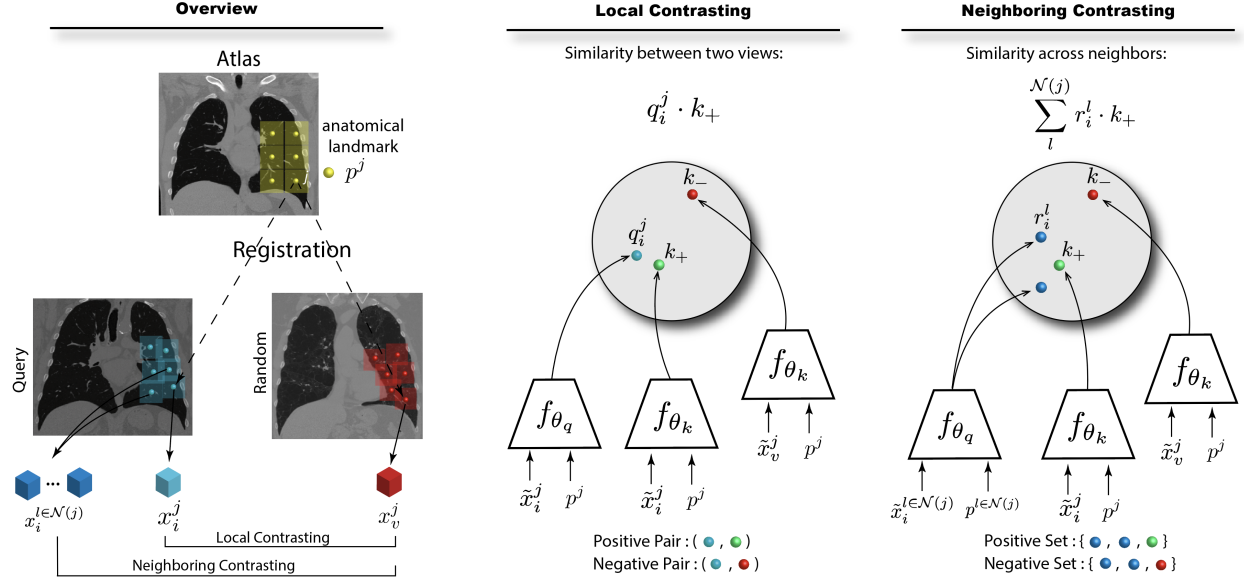 Overview
Atlas
anatomical
landmark
p^j
Registration
Query
Random
...
x_i^{l∈𝒩(j)}
x_i^j
x_v^j
Local Contrasting
Neighboring Contrasting
Local Contrasting
Similarity between two views:
q_i^j · k_+
k_-
q_i^j
k_+
f_{θ_k}
f_{θ_q}
f_{θ_k}
x̃_v^j p^j
x̃_i^j p^j
x̃_i^j p^j
Positive Pair : ( , )
Negative Pair : ( , )
Neighboring Contrasting
Similarity across neighbors:
∑_l^{𝒩(j)} r_i^l · k_+
k_-
r_i^l
k_+
f_{θ_k}
f_{θ_q}
f_{θ_k}
x̃_v^j p^j
x̃_i^{l∈𝒩(j)} p^{l∈𝒩(j)}
x̃_i^j p^j
Positive Set : { , , }
Negative Set : { , , }